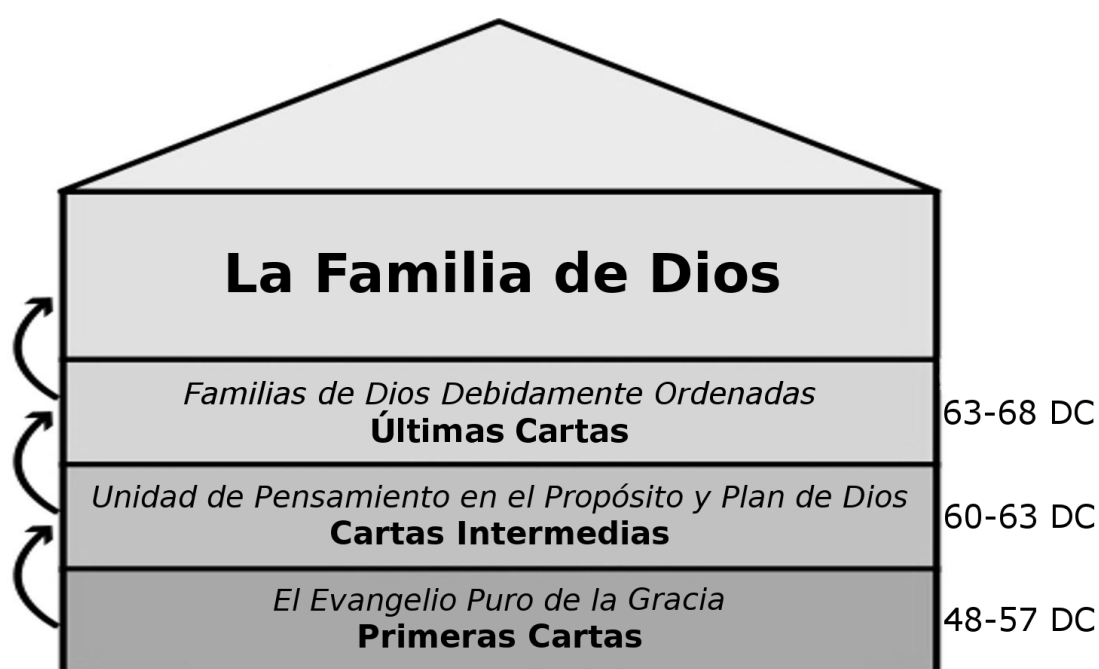 La Familia de Dios
Familias de Dios Debidamente Ordenadas
Últimas Cartas
63-68 DC
Unidad de Pensamiento en el Propósito y Plan de Dios
Cartas Intermedias
60-63 DC
El Evangelio Puro de la Gracia
Primeras Cartas
48-57 DC